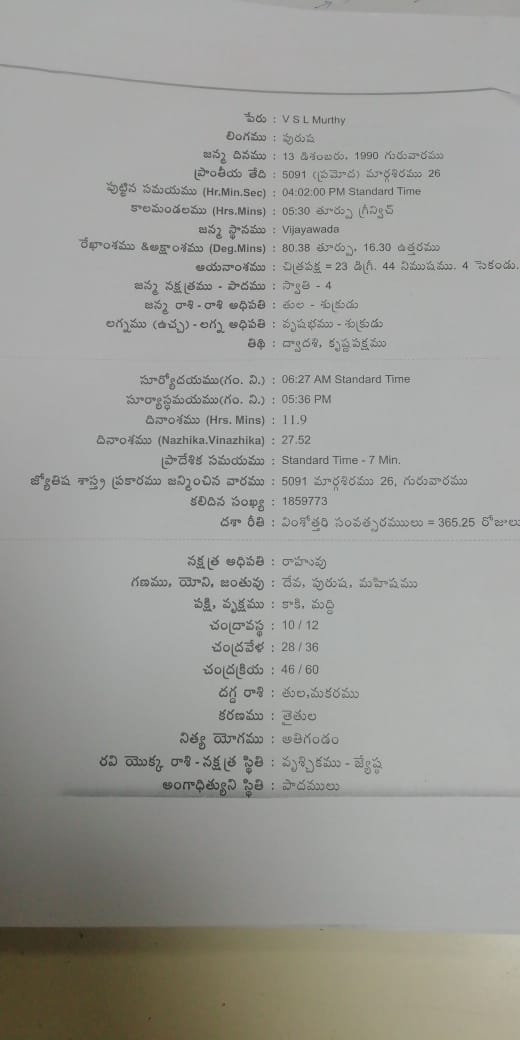 పేరు : V S L Murthy
లింగము : పురుష
జన్మ దినము : 13 డిశంబరు, 1990 గురువారము
ప్రాంతీయ తేది : 5091 (ప్రమోద) మార్గశిరము 26
పుట్టిన సమయము (Hr.Min.Sec) : 04:02:00 PM Standard Time
కాలమండలము (Hrs.Mins) : 05:30 తూర్పు గ్రీన్విచ్
జన్మ స్థానము : Vijayawada
రేఖాంశము &అక్షాంశము (Deg.Mins) : 80.38 తూర్పు, 16.30 ఉత్తరము
అయనాంశము : చిత్రపక్ష = 23 డిగ్రీ. 44 నిముషము. 4 సెకండు.
జన్మ నక్షత్రము - పాదము : స్వాతి - 4
జన్మ రాశి - రాశి అధిపతి : తుల - శుక్రుడు
లగ్నము (ఉచ్ఛ) - లగ్న అధిపతి : వృషభము - శుక్రుడు
తిథి : ద్వాదశి, కృష్ణపక్షము
సూర్యోదయము(గం. ని.) : 06:27 AM Standard Time
సూర్యాస్తమయము(గం. ని.) : 05:36 PM
దినాంశము (Hrs. Mins) : 11.9
దినాంశము (Nazhika.Vinazhika) : 27.52
ప్రాదేశిక సమయము : Standard Time - 7 Min.
జ్యోతిష శాస్త్ర ప్రకారము జన్మించిన వారము : 5091 మార్గశిరము 26, గురువారము
కలిదిన సంఖ్య : 1859773
దశా రీతి : వింశోత్తరి సంవత్సరములు = 365.25 రోజులు
నక్షత్ర అధిపతి : రాహువు
గణము, యోని, జంతువు : దేవ, పురుష, మహిషము
పక్షి, వృక్షము : కాకి, మద్ది
చంద్రావస్థ : 10 / 12
చంద్రవేళ : 28 / 36
చంద్రక్రియ : 46 / 60
దగ్ద రాశి : తుల,మకరము
కరణము : తైతుల
నిత్య యోగము : అతిగండం
రవి యొక్క రాశి - నక్షత్ర స్థితి : వృశ్చికము - జ్యేష్ఠ
అంగాధిత్యుని స్థితి : పాదములు